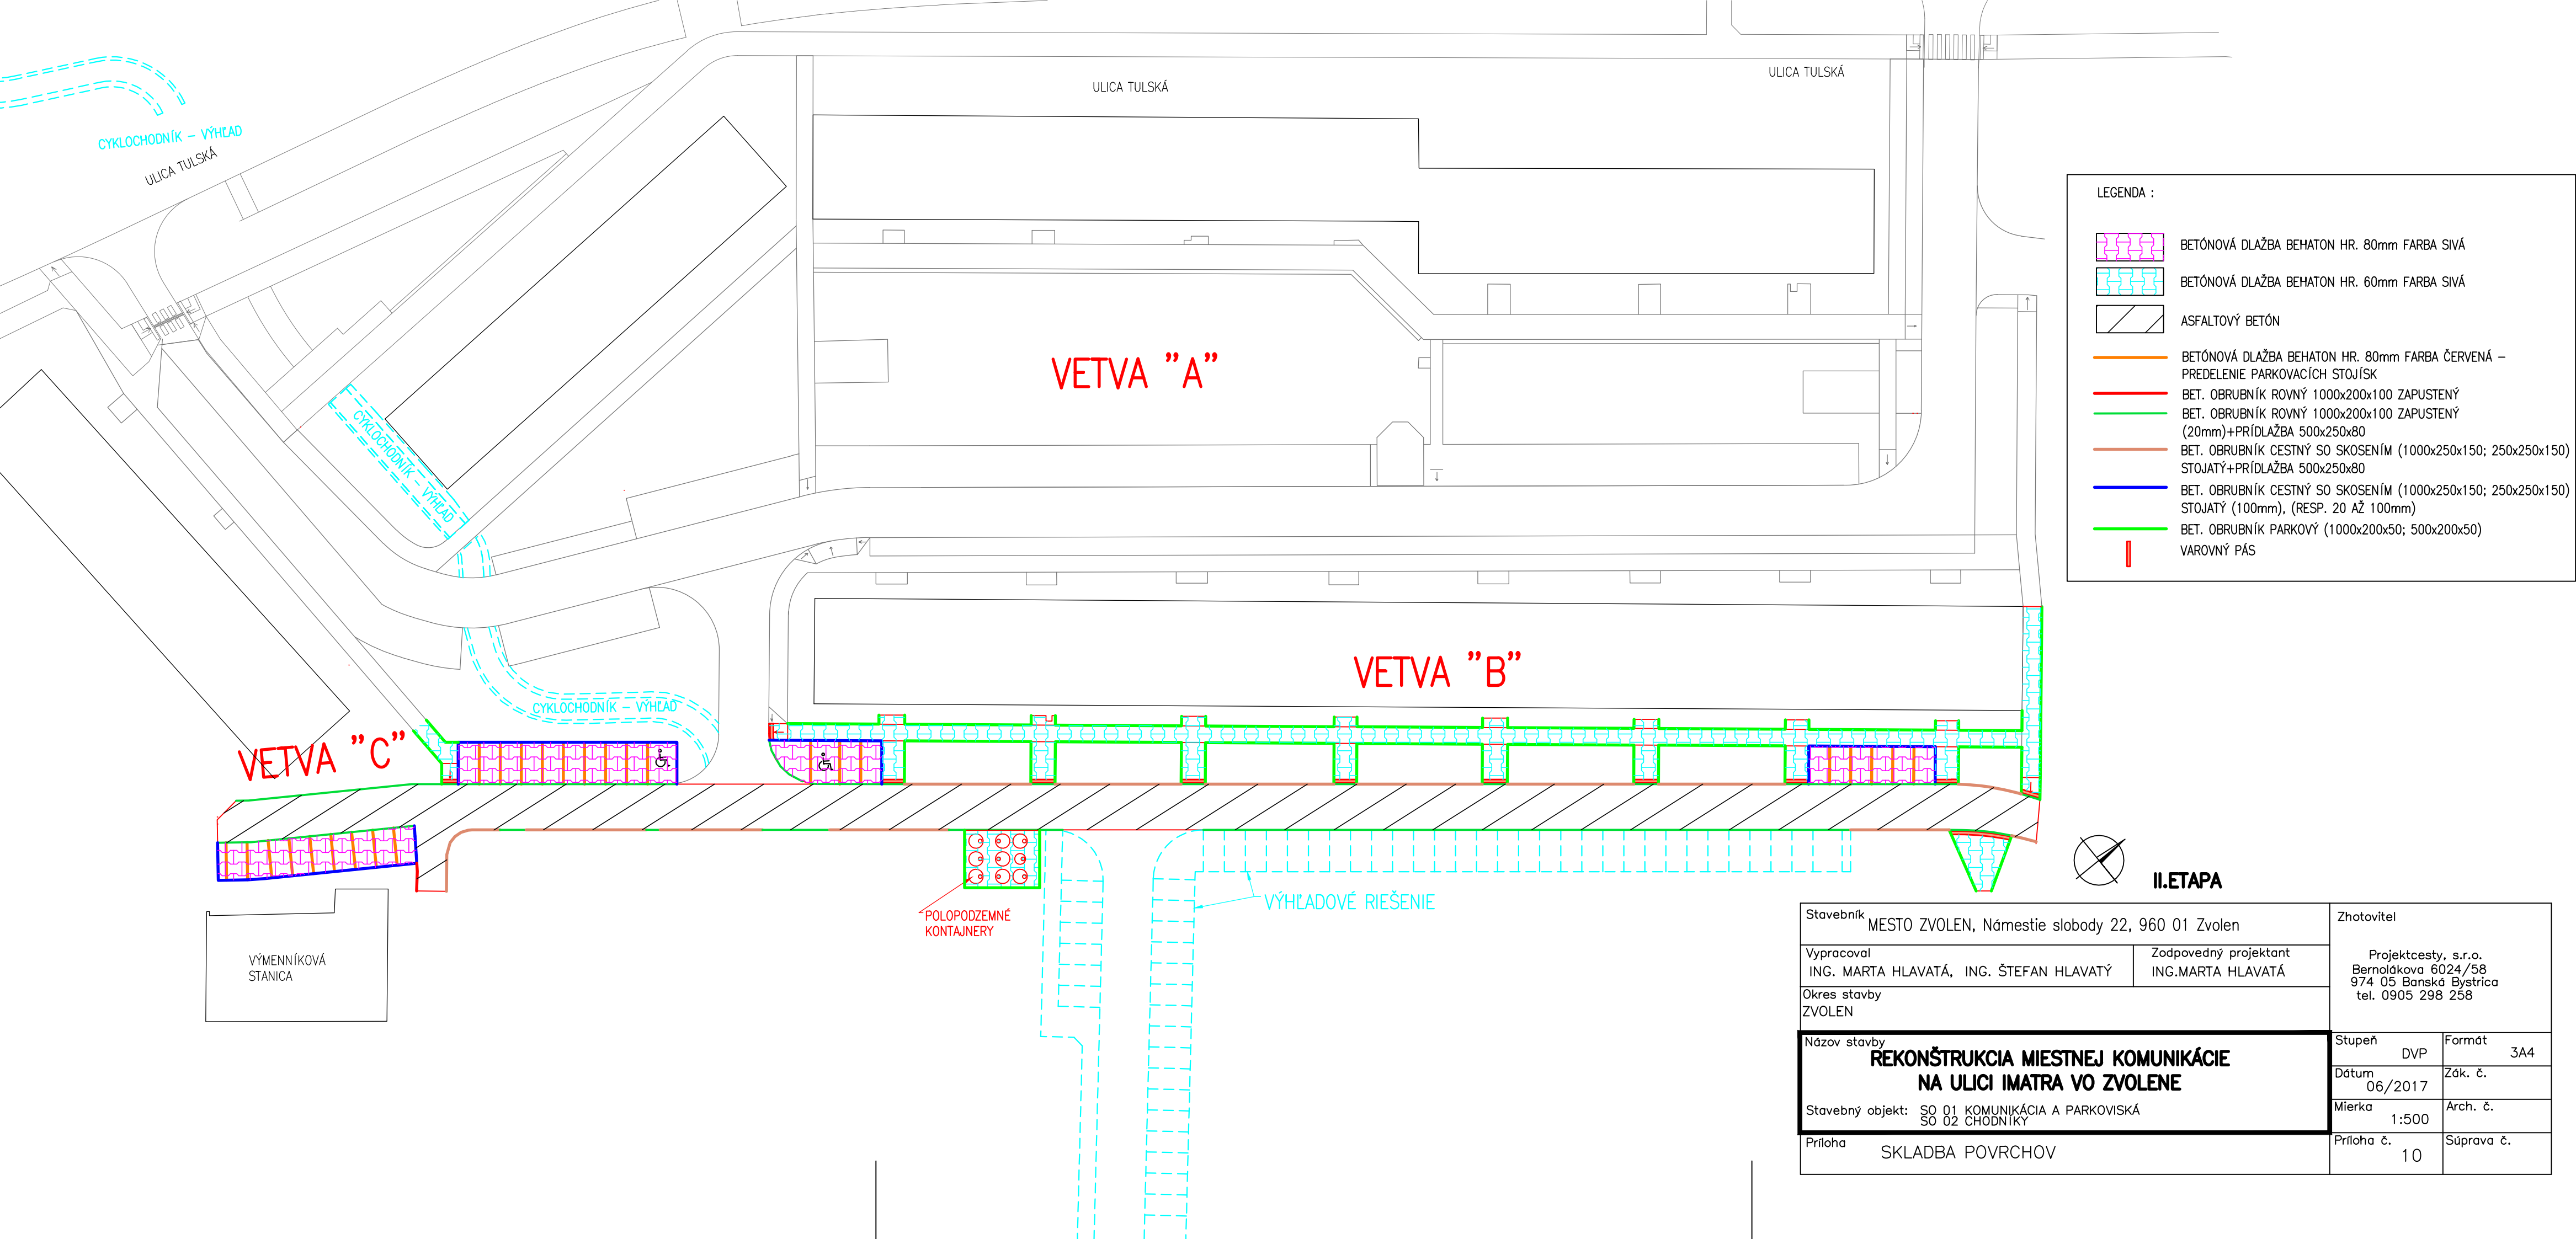 ULICA TULSKÁ
ULICA TULSKÁ
CYKLOCHODNÍK – VÝHĽAD
ULICA TULSKÁ
LEGENDA :
BETÓNOVÁ DLAŽBA BEHATON HR. 80mm FARBA SIVÁ
BETÓNOVÁ DLAŽBA BEHATON HR. 60mm FARBA SIVÁ
ASFALTOVÝ BETÓN
BETÓNOVÁ DLAŽBA BEHATON HR. 80mm FARBA ČERVENÁ –
PREDELENIE PARKOVACÍCH STOJÍSK
BET. OBRUBNÍK ROVNÝ 1000x200x100 ZAPUSTENÝ
BET. OBRUBNÍK ROVNÝ 1000x200x100 ZAPUSTENÝ
(20mm)+PRÍDLAŽBA 500x250x80
BET. OBRUBNÍK CESTNÝ SO SKOSENÍM (1000x250x150; 250x250x150)
STOJATÝ+PRÍDLAŽBA 500x250x80
BET. OBRUBNÍK CESTNÝ SO SKOSENÍM (1000x250x150; 250x250x150)
STOJATÝ (100mm), (RESP. 20 AŽ 100mm)
BET. OBRUBNÍK PARKOVÝ (1000x200x50; 500x200x50)
VAROVNÝ PÁS
VETVA "A"
CYKLOCHODNÍK – VÝHĽAD
VETVA "B"
CYKLOCHODNÍK – VÝHĽAD
VETVA "C"
POLOPODZEMNÉ
KONTAJNERY
VÝHĽADOVÉ RIEŠENIE
VÝMENNÍKOVÁ
STANICA
II.ETAPA
Stavebník
MESTO ZVOLEN, Námestie slobody 22, 960 01 Zvolen
Zhotovitel
Projektcesty, s.r.o.
Bernolákova 6024/58
974 05 Banská Bystrica
tel. 0905 298 258
Vypracoval
ING. MARTA HLAVATÁ, ING. ŠTEFAN HLAVATÝ
Zodpovedný projektant
ING.MARTA HLAVATÁ
Okres stavby
ZVOLEN
Názov stavby
REKONŠTRUKCIA MIESTNEJ KOMUNIKÁCIE
NA ULICI IMATRA VO ZVOLENE
Stavebný objekt: SO 01 KOMUNIKÁCIA A PARKOVISKÁ
SO 02 CHODNÍKY
Príloha
SKLADBA POVRCHOV
Stupeň
DVP
Formát
3A4
Dátum
06/2017
Zák. č.
Mierka
1:500
Arch. č.
Príloha č.
10
Súprava č.